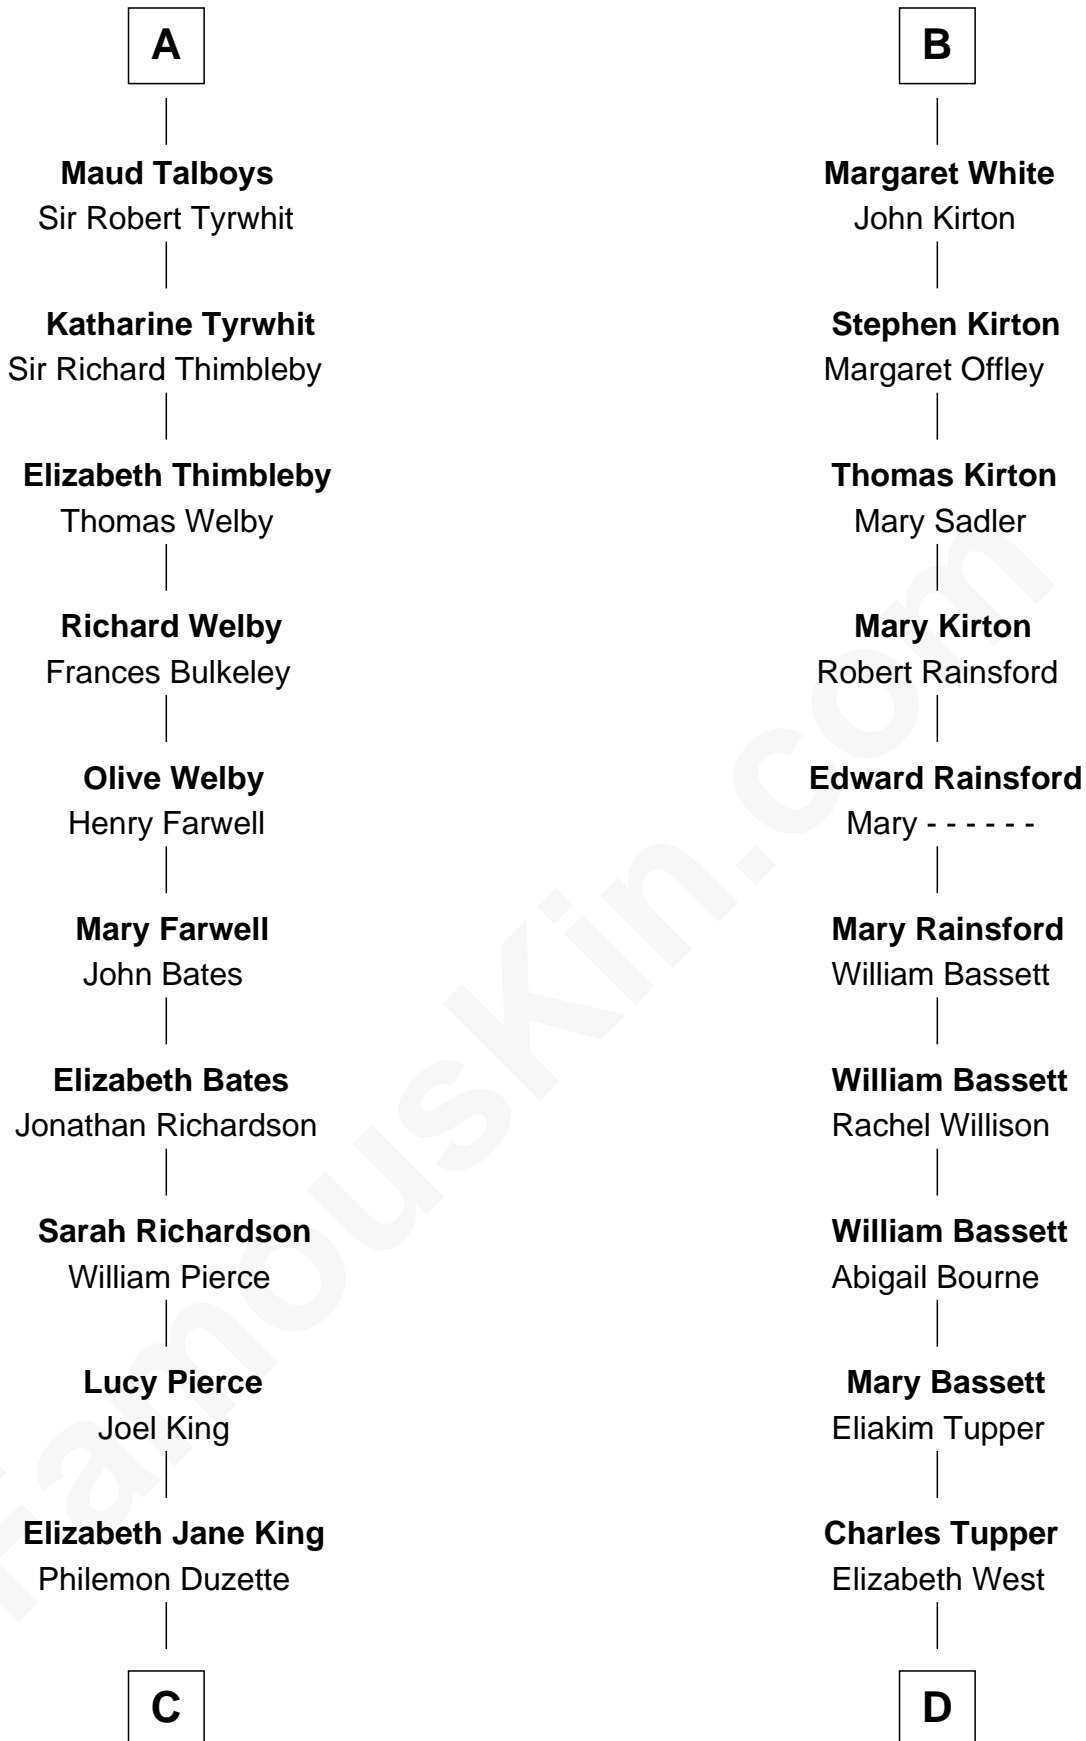 A
Maud Talboys
Sir Robert Tyrwhit
Katharine Tyrwhit
Sir Richard Thimbleby
Elizabeth Thimbleby
Thomas Welby
Richard Welby
Frances Bulkeley
Olive Welby
Henry Farwell
Mary Farwell
John Bates
Elizabeth Bates
Jonathan Richardson
Sarah Richardson
William Pierce
Lucy Pierce
Joel King
Elizabeth Jane King
Philemon Duzette
C
B
Margaret White
John Kirton
Stephen Kirton
Margaret Offley
Thomas Kirton
Mary Sadler
Mary Kirton
Robert Rainsford
Edward Rainsford
Mary - - - - - -
Mary Rainsford
William Bassett
William Bassett
Rachel Willison
William Bassett
Abigail Bourne
Mary Bassett
Eliakim Tupper
Charles Tupper
Elizabeth West
D
FamousKin.com